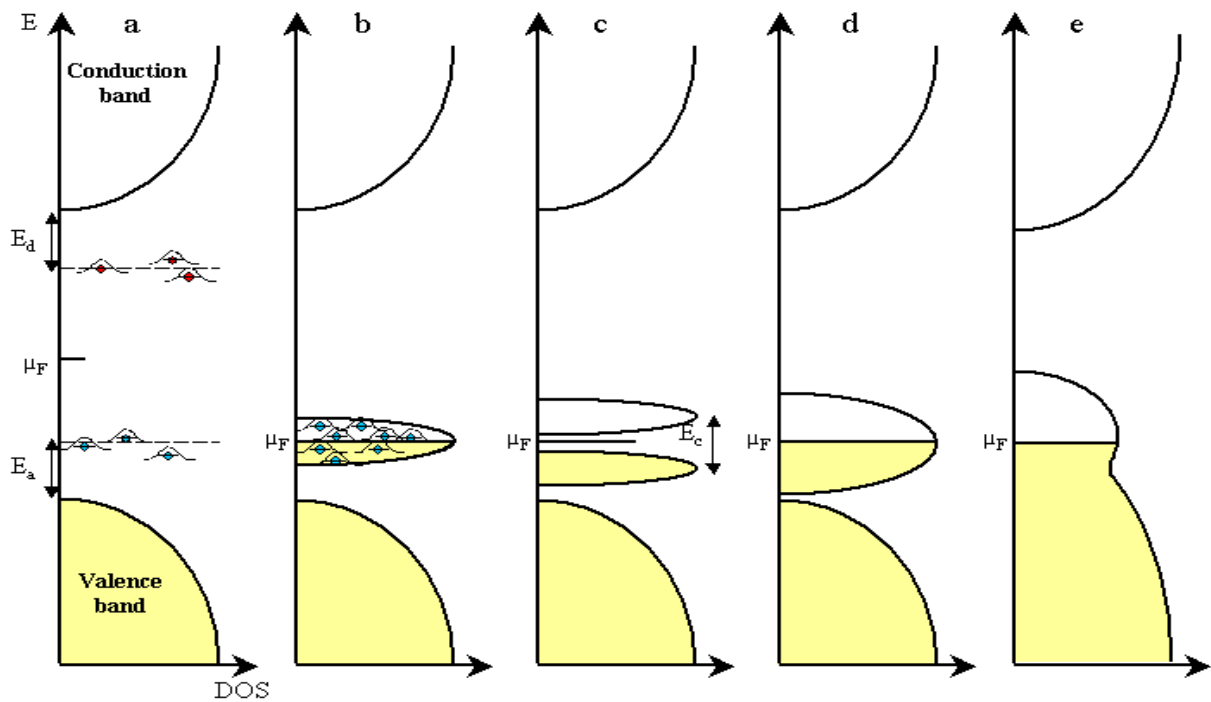 E a b c d e
Conduction
band
E_d
μ_F
μ_F μ_F E_c μ_F μ_F
E_a
Valence
band
DOS